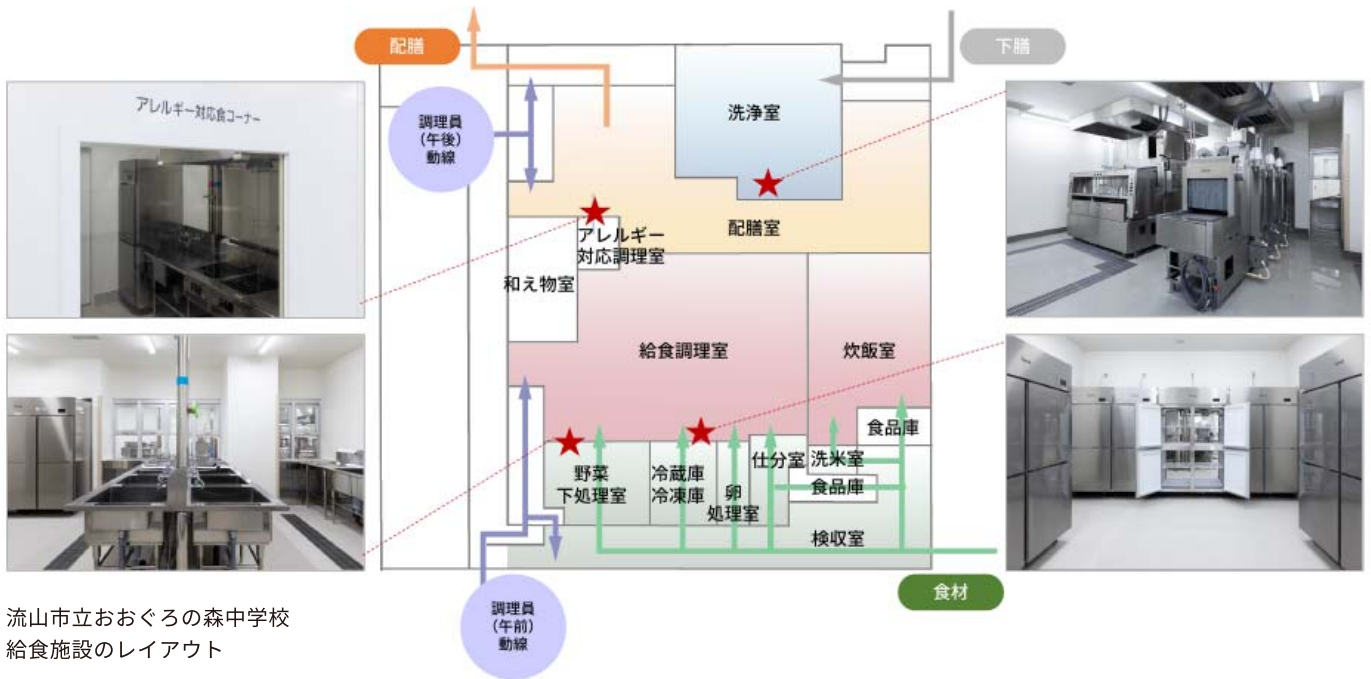 配膳
下膳
アレルギー対応食コーナー
調理員
(午後)
動線
洗浄室
配膳室
アレルギー
対応調理室
和え物室
給食調理室
炊飯室
食品庫
仕分室
洗米室
野菜
下処理室
冷蔵庫
冷凍庫
食品庫
卵
処理室
検収室
食材
調理員
(午前)
動線
流山市立おおぐろの森中学校
給食施設のレイアウト